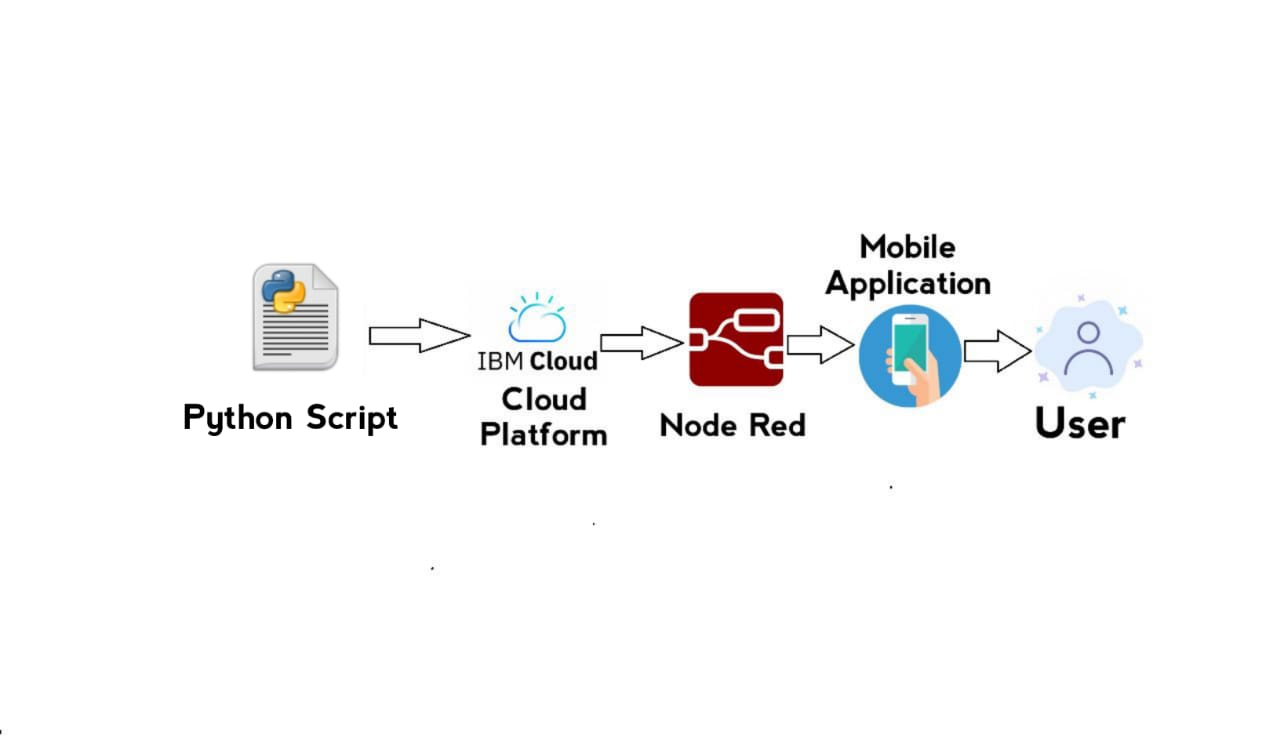 Python Script
IBM Cloud
Cloud
Platform
Node Red
Mobile
Application
User